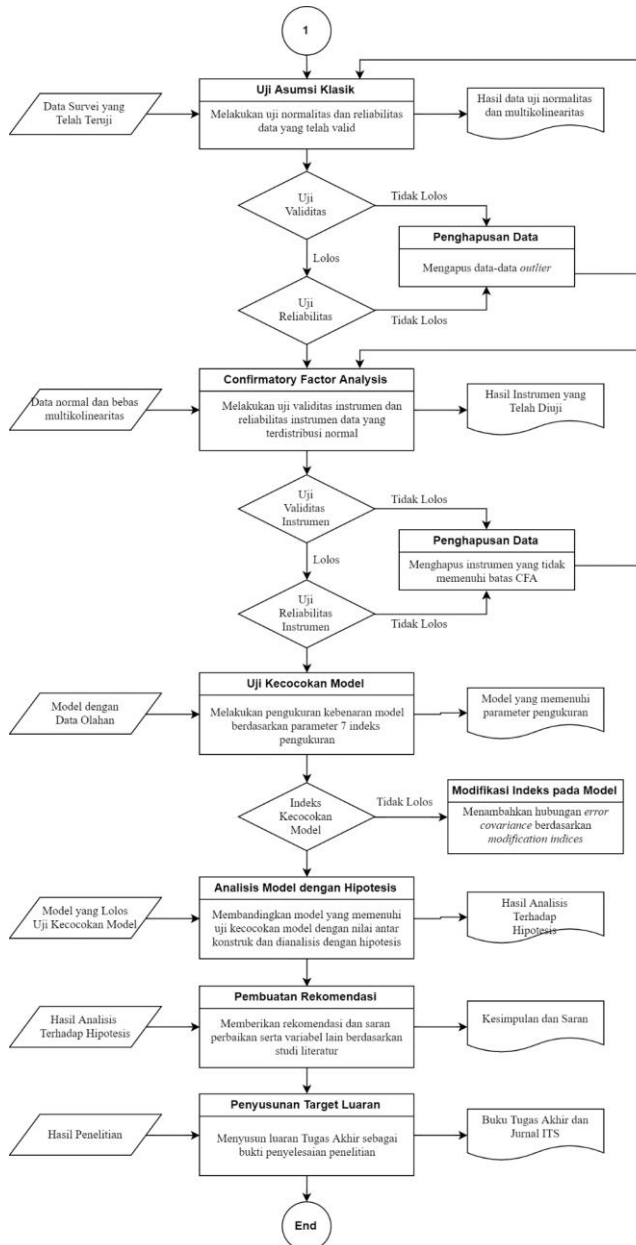 1
Uji Asumsi Klasik
Data Survei yang
Telah Teruji
Melakukan uji normalitas dan reliabilitas
data yang telah valid
Hasil data uji normalitas
dan multikolinearitas
Uji
Validitas
Tidak Lolos
Lolos
Penghapusan Data
Mengapus data-data outlier
Uji
Reliabilitas
Tidak Lolos
Confirmatory Factor Analysis
Data normal dan bebas
multikolinearitas
Melakukan uji validitas instrumen dan
reliabilitas instrumen data yang
terdistribusi normal
Hasil Instrumen yang
Telah Diuji
Uji
Validitas
Instrumen
Tidak Lolos
Lolos
Penghapusan Data
Menghapus instrumen yang tidak
memenuhi batas CFA
Uji
Reliabilitas
Instrumen
Tidak Lolos
Uji Kecocokan Model
Model dengan
Data Olahan
Melakukan pengukuran kebenaran model
berdasarkan parameter 7 indeks
pengukuran
Model yang memenuhi
parameter pengukuran
Indeks
Kecocokan
Model
Tidak Lolos
Modifikasi Indeks pada Model
Menambahkan hubungan error
covariance berdasarkan
modification indices
Analisis Model dengan Hipotesis
Model yang Lolos
Uji Kecocokan Model
Membandingkan model yang memenuhi
uji kecocokan model dengan nilai antar
konstruk dan dianalisis dengan hipotesis
Hasil Analisis
Terhadap
Hipotesis
Pembuatan Rekomendasi
Hasil Analisis
Terhadap Hipotesis
Memberikan rekomendasi dan saran
perbaikan serta variabel lain berdasarkan
studi literatur
Kesimpulan dan Saran
Penyusunan Target Luaran
Hasil Penelitian
Menyusun luaran Tugas Akhir sebagai
bukti penyelesaian penelitian
Buku Tugas Akhir dan
Jurnal ITS
End